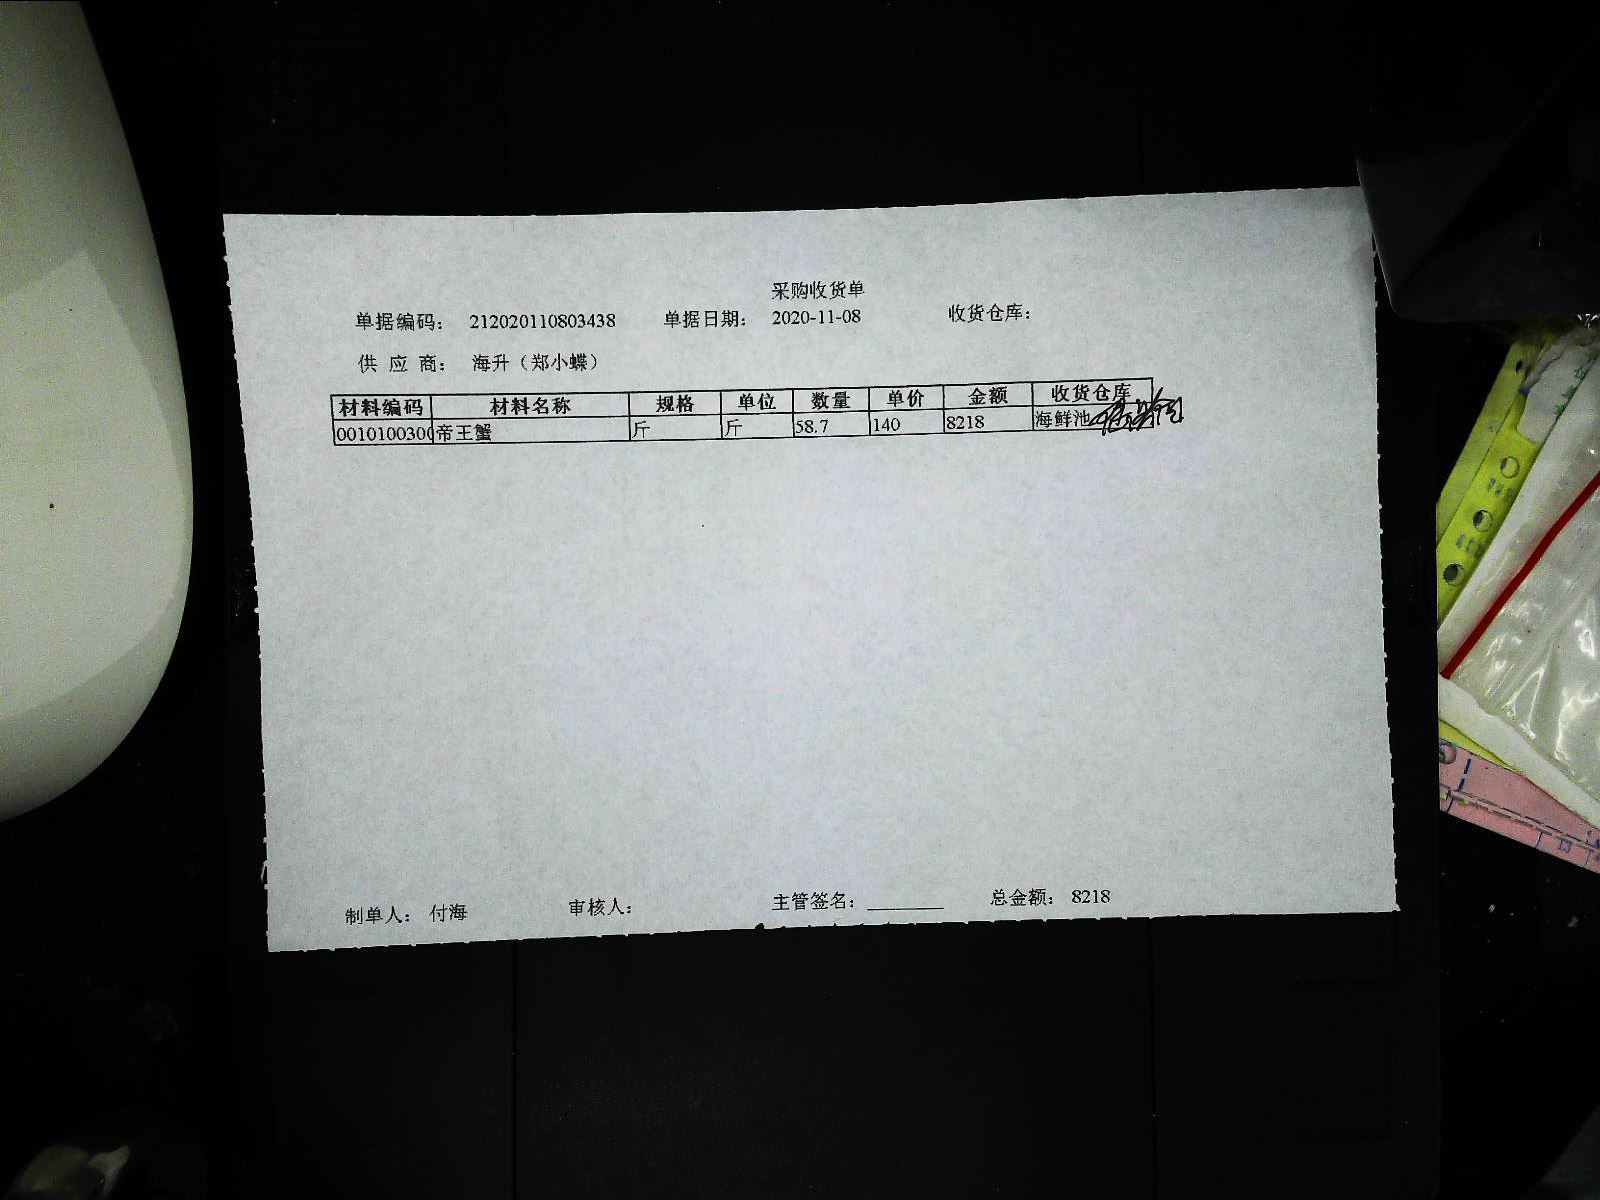 采购收货单
单据编码： 212020110803438 单据日期： 2020-11-08 收货仓库：
供 应 商： 海升（郑小蝶）
材料编码 材料名称 规格 单位 数量 单价 金额 收货仓库
0010100300 帝王蟹 斤 斤 58.7 140 8218 海鲜池
制单人： 付海 审核人： 主管签名： ________ 总金额： 8218